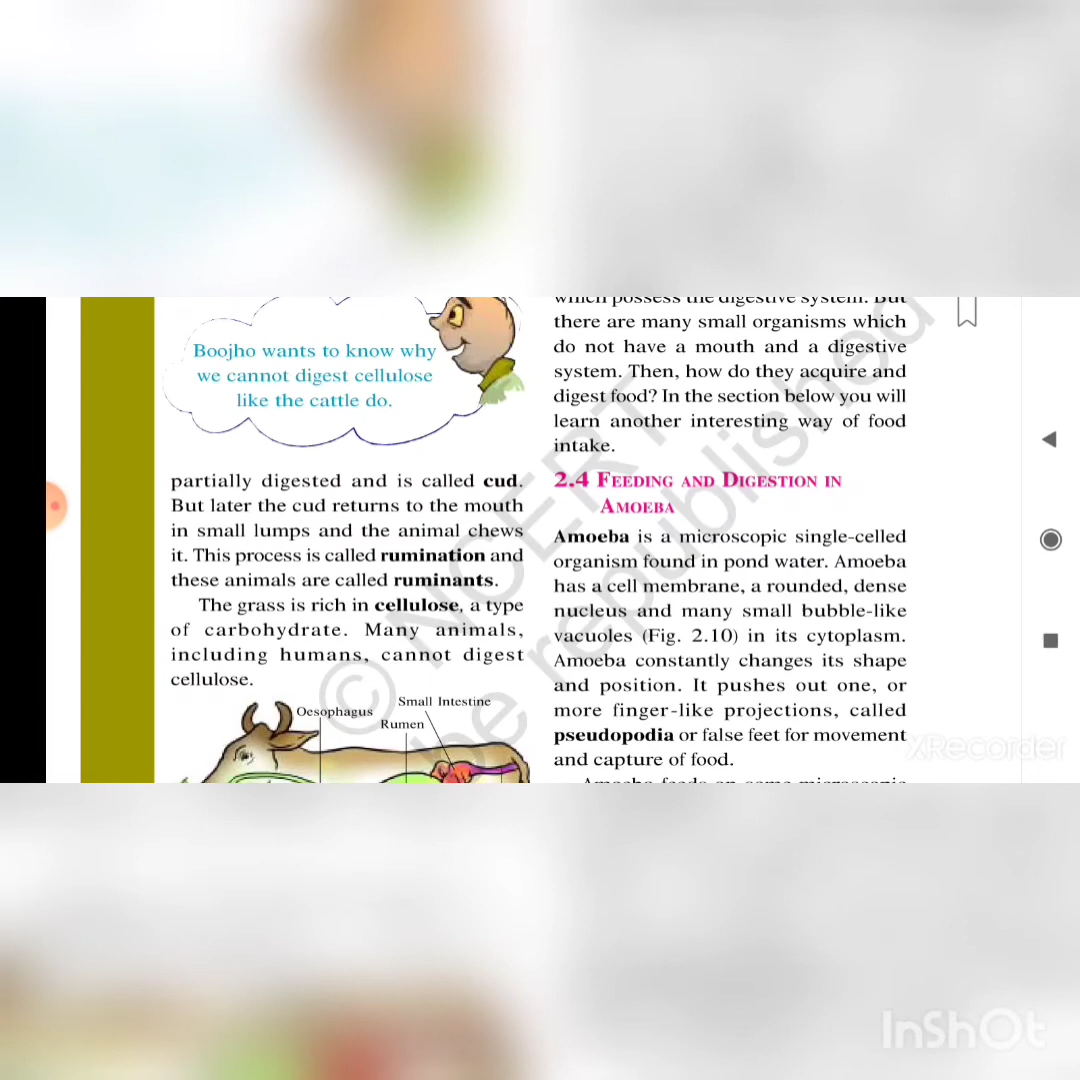 Boojho wants to know why
we cannot digest cellulose
like the cattle do.
partially digested and is called cud.
But later the cud returns to the mouth
in small lumps and the animal chews
it. This process is called rumination and
these animals are called ruminants.
The grass is rich in cellulose, a type
of carbohydrate. Many animals,
including humans, cannot digest
cellulose.
Oesophagus
Small Intestine
Rumen
which possess the digestive system. But
there are many small organisms which
do not have a mouth and a digestive
system. Then, how do they acquire and
digest food? In the section below you will
learn another interesting way of food
intake.
2.4 FEEDING AND DIGESTION IN
AMOEBA
Amoeba is a microscopic single-celled
organism found in pond water. Amoeba
has a cell membrane, a rounded, dense
nucleus and many small bubble-like
vacuoles (Fig. 2.10) in its cytoplasm.
Amoeba constantly changes its shape
and position. It pushes out one, or
more finger-like projections, called
pseudopodia or false feet for movement
and capture of food.
Amoeba feeds on some microscopic
© NCERT
be republished
XRecorder
InShOt